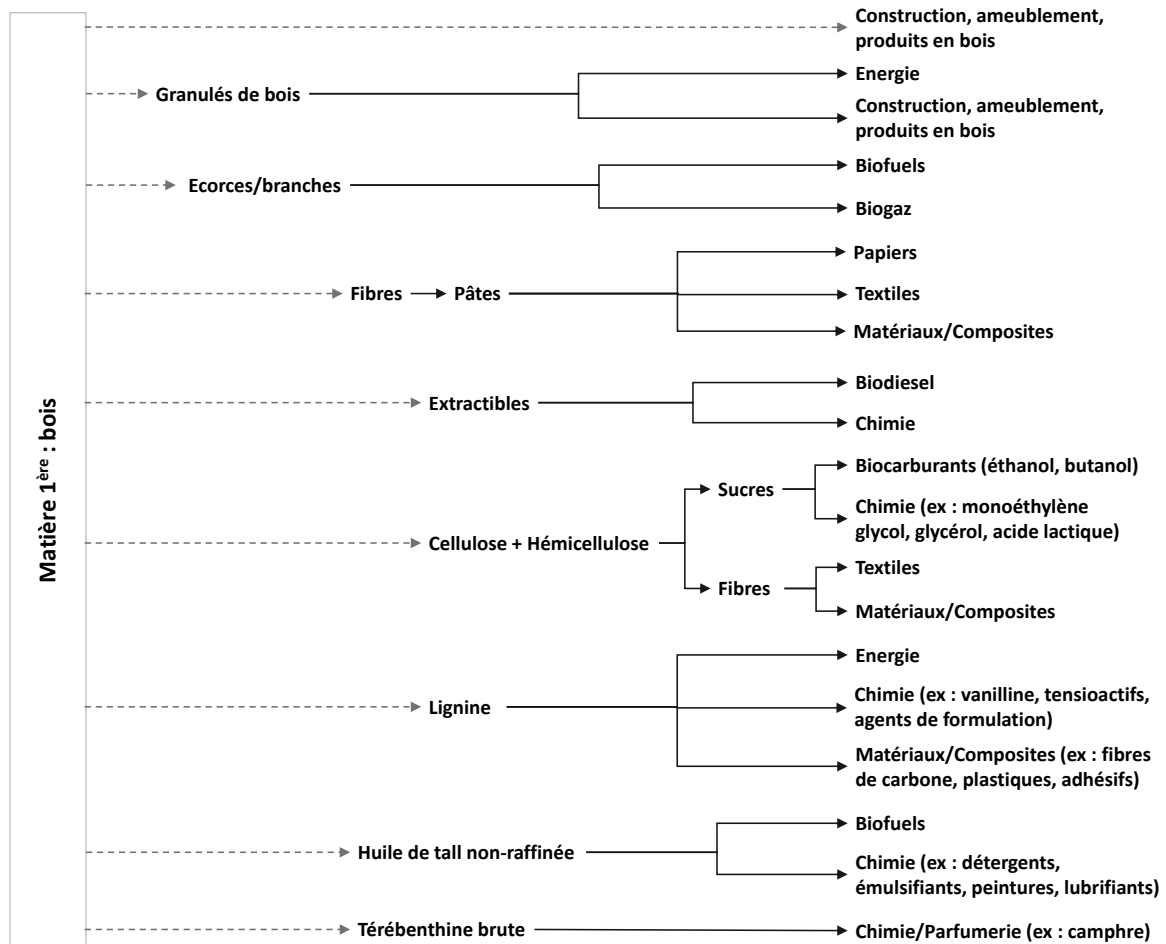 Matière 1ère : bois
Construction, ameublement,
produits en bois
Granulés de bois
Energie
Construction, ameublement,
produits en bois
Ecorces/branches
Biofuels
Biogaz
Fibres
Pâtes
Papiers
Textiles
Matériaux/Composites
Extractibles
Biodiesel
Chimie
Cellulose + Hémicellulose
Sucres
Biocarburants (éthanol, butanol)
Chimie (ex : monoéthylène
glycol, glycérol, acide lactique)
Fibres
Textiles
Matériaux/Composites
Lignine
Energie
Chimie (ex : vanilline, tensioactifs,
agents de formulation)
Matériaux/Composites (ex : fibres
de carbone, plastiques, adhésifs)
Huile de tall non-raffinée
Biofuels
Chimie (ex : détergents,
émulsifiants, peintures, lubrifiants)
Térébenthine brute
Chimie/Parfumerie (ex : camphre)